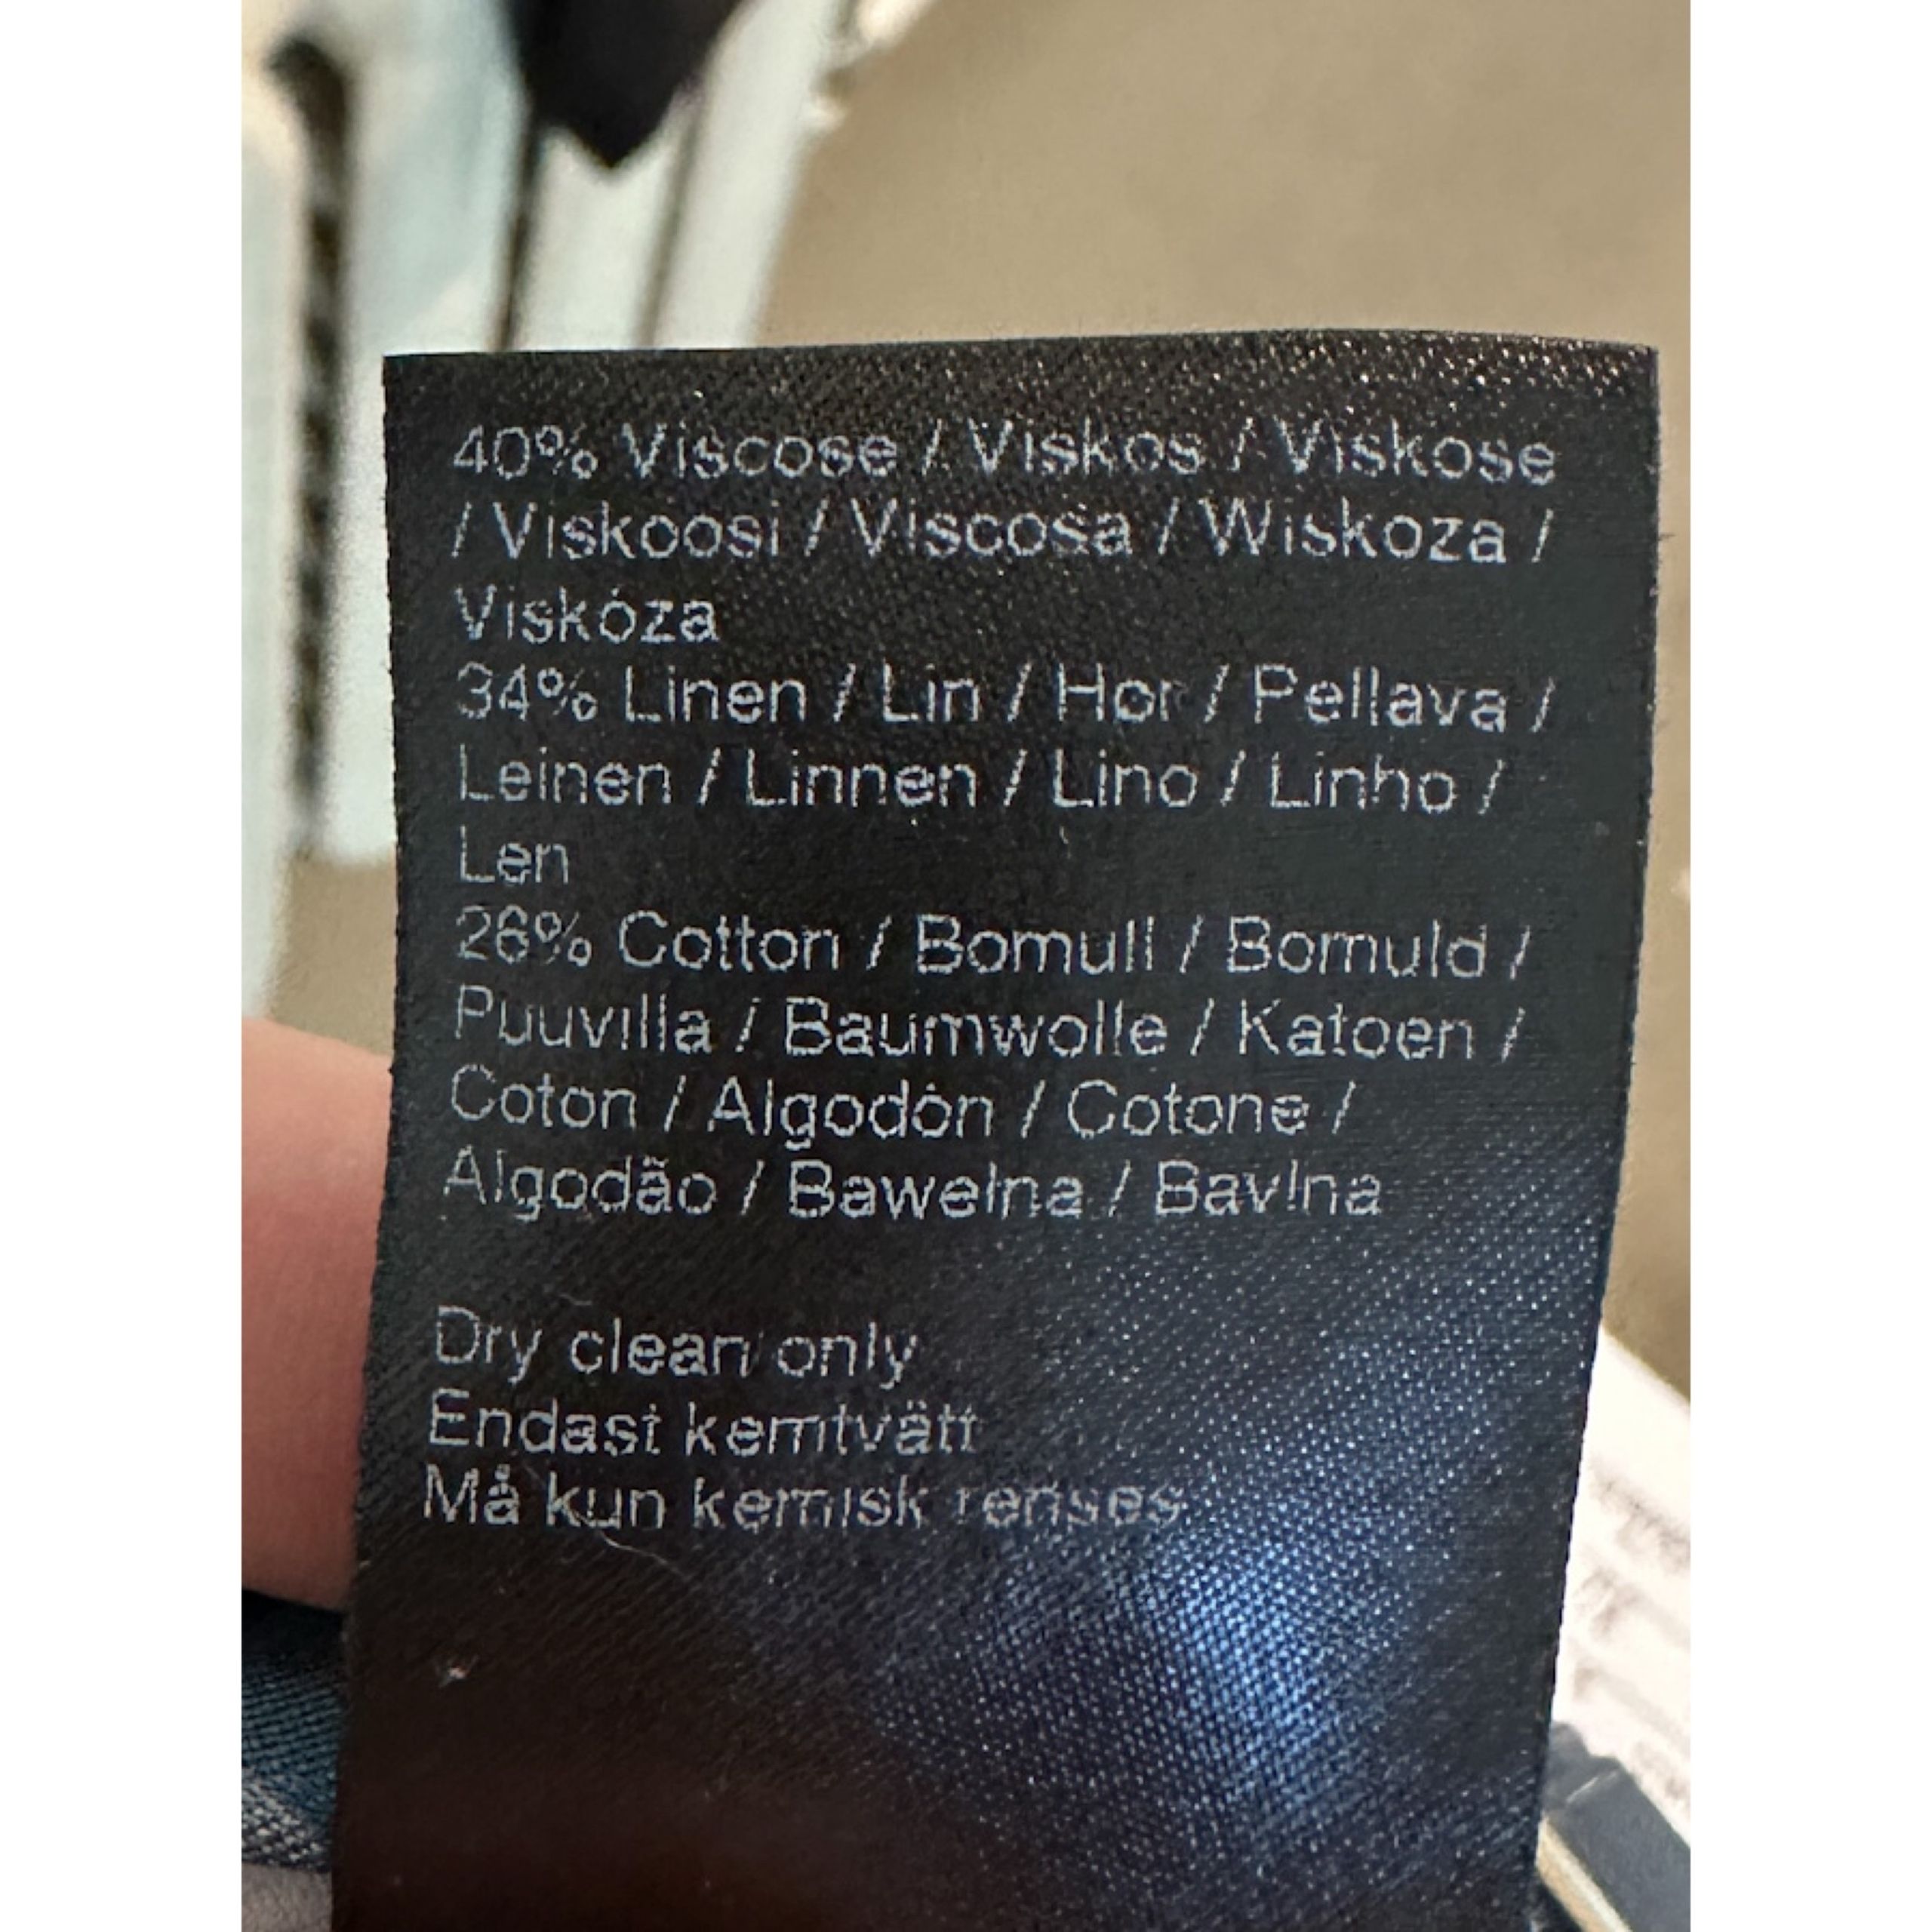 40% Viscose / Viskos / Viskose
/ Viskoosi / Viscosa / Wiskoza /
Viskóza
34% Linen / Lin / Hør / Pellava /
Leinen / Linnen / Lino / Linho /
Len
26% Cotton / Bomull / Bomuld /
Puuvilla / Baumwolle / Katoen /
Coton / Algodón / Cotone /
Algodão / Bawełna / Bavlna
Dry clean only
Endast kemtvätt
Må kun kemisk renses